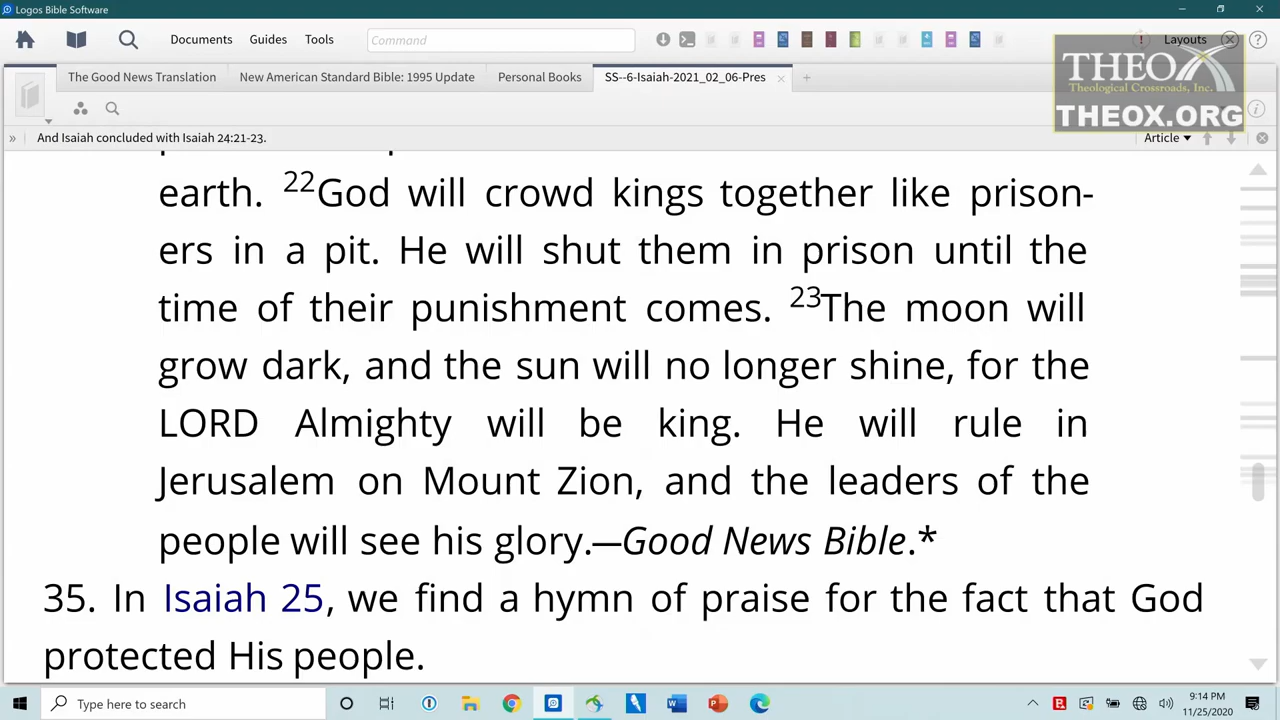 Logos Bible Software
Documents Guides Tools Command Layouts
THEOX
Theological Crossroads, Inc.
THEOX.ORG
The Good News Translation New American Standard Bible: 1995 Update Personal Books SS--6-Isaiah-2021_02_06-Pres
And Isaiah concluded with Isaiah 24:21-23. Article
earth. 22God will crowd kings together like prison-
ers in a pit. He will shut them in prison until the
time of their punishment comes. 23The moon will
grow dark, and the sun will no longer shine, for the
LORD Almighty will be king. He will rule in
Jerusalem on Mount Zion, and the leaders of the
people will see his glory.—Good News Bible.*
35. In Isaiah 25, we find a hymn of praise for the fact that God
protected His people.
Type here to search
9:14 PM
11/25/2020